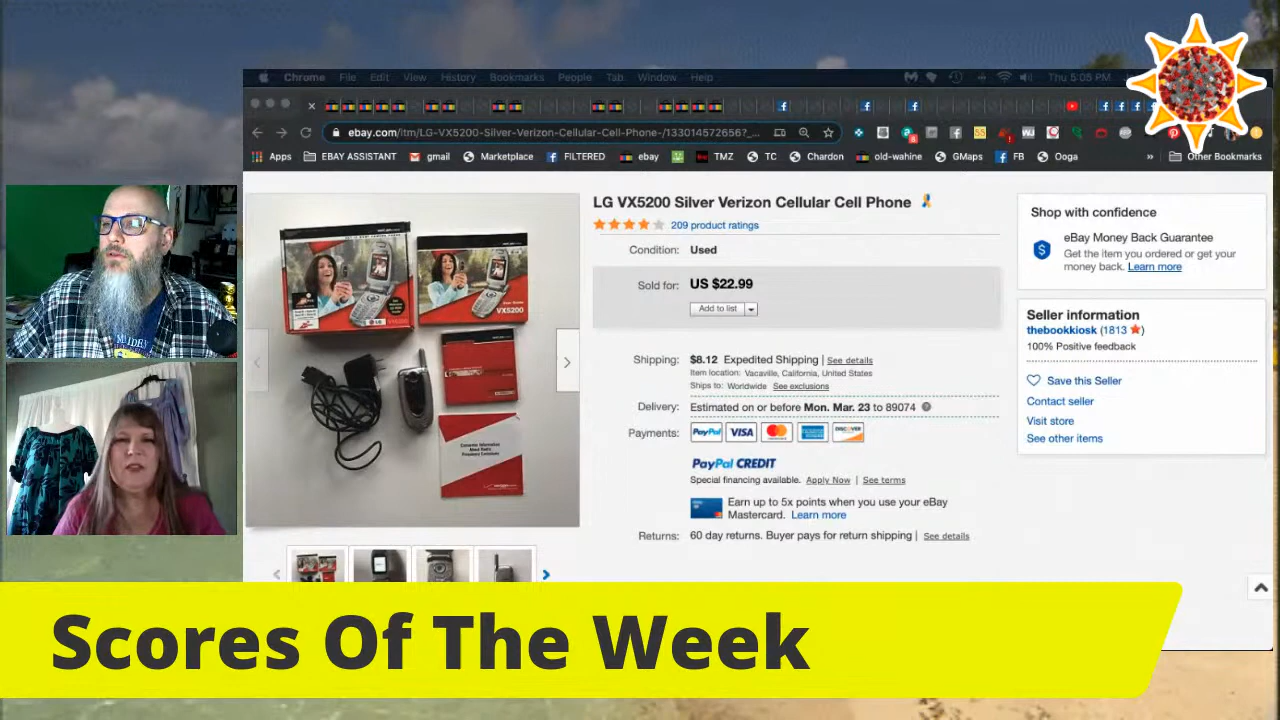 Chrome File Edit View History Bookmarks People Tab Window Help
Thu 5:05 PM
ebay.com/itm/LG-VX5200-Silver-Verizon-Cellular-Cell-Phone-/133014572656?_...
Apps EBAY ASSISTANT gmail Marketplace FILTERED ebay TMZ TC Chardon old-wahine GMaps FB Ooga » Other Bookmarks
LG VX5200 Silver Verizon Cellular Cell Phone
209 product ratings
Condition: Used
Sold for: US $22.99
Add to list
Shipping: $8.12 Expedited Shipping | See details
Item location: Vacaville, California, United States
Ships to: Worldwide See exclusions
Delivery: Estimated on or before Mon. Mar. 23 to 89074
Payments: PayPal VISA DISCOVER
PayPal CREDIT
Special financing available. Apply Now | See terms
Earn up to 5x points when you use your eBay
Mastercard. Learn more
Returns: 60 day returns. Buyer pays for return shipping | See details
Shop with confidence
eBay Money Back Guarantee
Get the item you ordered or get your
money back. Learn more
Seller information
thebookkiosk (1813)
100% Positive feedback
Save this Seller
Contact seller
Visit store
See other items
VX5200
LG
Consumer Information
About Radio
Scores Of The Week